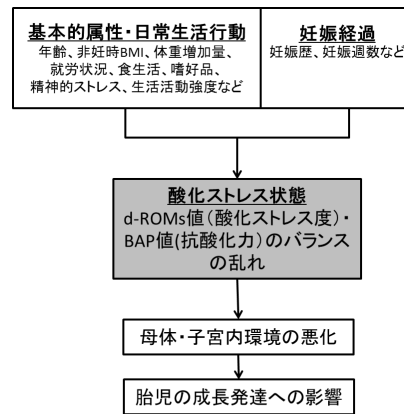 基本的属性・日常生活行動
年齢、非妊時BMI、体重増加量、
就労状況、食生活、嗜好品、
精神的ストレス、生活活動強度など
妊娠経過
妊娠歴、妊娠週数など
酸化ストレス状態
d-ROMs値(酸化ストレス度)・
BAP値(抗酸化力)のバランス
の乱れ
母体・子宮内環境の悪化
胎児の成長発達への影響